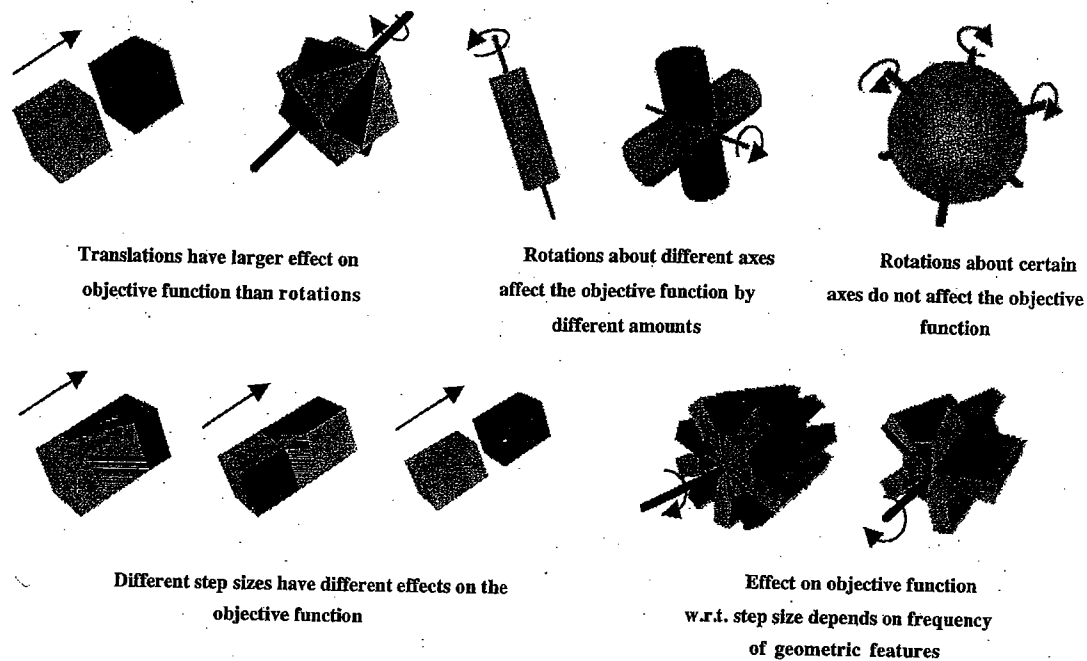 Translations have larger effect on
objective function than rotations
Rotations about different axes
affect the objective function by
different amounts
Rotations about certain
axes do not affect the objective
function
Different step sizes have different effects on the
objective function
Effect on objective function
w.r.t. step size depends on frequency
of geometric features